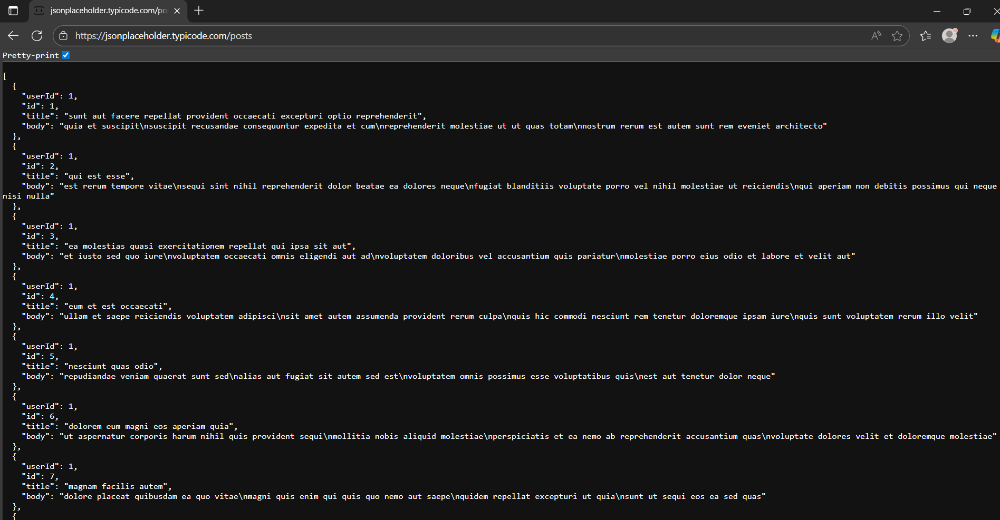 jsonplaceholder.typicode.com/po
https://jsonplaceholder.typicode.com/posts
Pretty-print
[
  {
    "userId": 1,
    "id": 1,
    "title": "sunt aut facere repellat provident occaecati excepturi optio reprehenderit",
    "body": "quia et suscipit\nsuscipit recusandae consequuntur expedita et cum\nreprehenderit molestiae ut ut quas totam\nnostrum rerum est autem sunt rem eveniet architecto"
  },
  {
    "userId": 1,
    "id": 2,
    "title": "qui est esse",
    "body": "est rerum tempore vitae\nsequi sint nihil reprehenderit dolor beatae ea dolores neque\nfugiat blanditiis voluptate porro vel nihil molestiae ut reiciendis\nqui aperiam non debitis possimus qui neque
nisi nulla"
  },
  {
    "userId": 1,
    "id": 3,
    "title": "ea molestias quasi exercitationem repellat qui ipsa sit aut",
    "body": "et iusto sed quo iure\nvoluptatem occaecati omnis eligendi aut ad\nvoluptatem doloribus vel accusantium quis pariatur\nmolestiae porro eius odio et labore et velit aut"
  },
  {
    "userId": 1,
    "id": 4,
    "title": "eum et est occaecati",
    "body": "ullam et saepe reiciendis voluptatem adipisci\nsit amet autem assumenda provident rerum culpa\nquis hic commodi nesciunt rem tenetur doloremque ipsam iure\nquis sunt voluptatem rerum illo velit"
  },
  {
    "userId": 1,
    "id": 5,
    "title": "nesciunt quas odio",
    "body": "repudiandae veniam quaerat sunt sed\nalias aut fugiat sit autem sed est\nvoluptatem omnis possimus esse voluptatibus quis\nest aut tenetur dolor neque"
  },
  {
    "userId": 1,
    "id": 6,
    "title": "dolorem eum magni eos aperiam quia",
    "body": "ut aspernatur corporis harum nihil quis provident sequi\nmollitia nobis aliquid molestiae\nperspiciatis et ea nemo ab reprehenderit accusantium quas\nvoluptate dolores velit et doloremque molestiae"
  },
  {
    "userId": 1,
    "id": 7,
    "title": "magnam facilis autem",
    "body": "dolore placeat quibusdam ea quo vitae\nmagni quis enim qui quis quo nemo aut saepe\nquidem repellat excepturi ut quia\nsunt ut sequi eos ea sed quas"
  },
  {